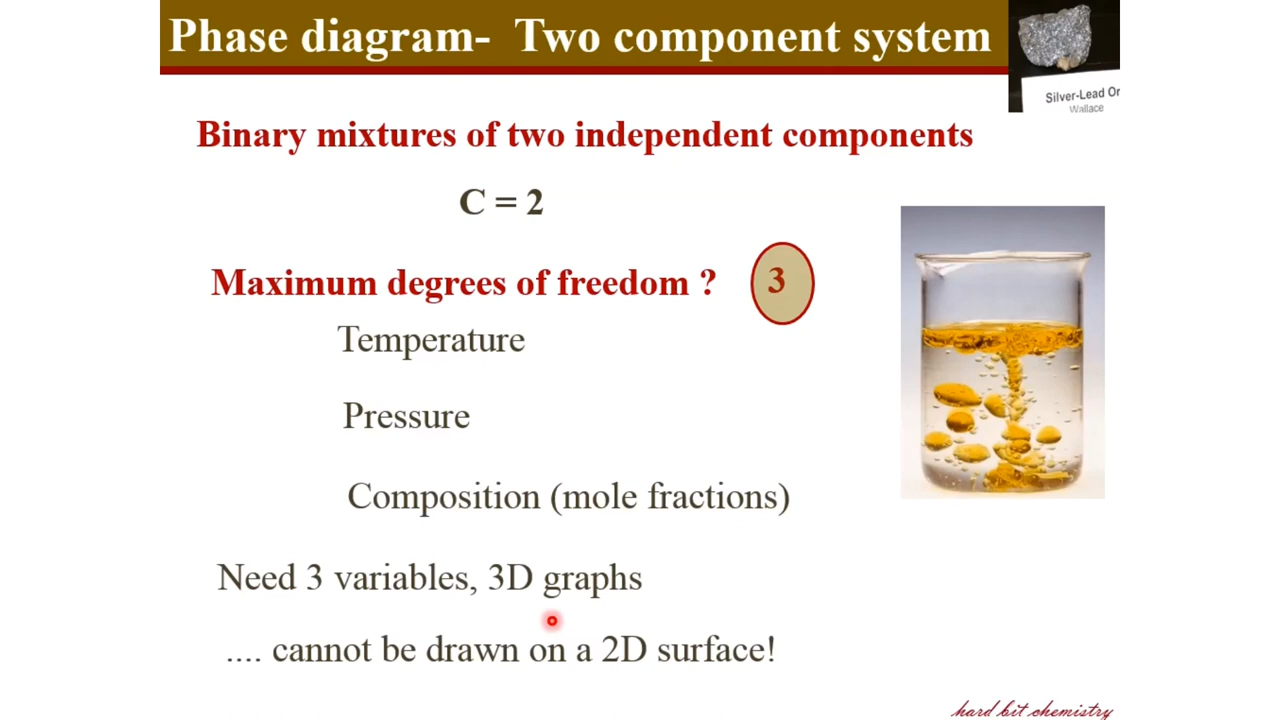 Phase diagram- Two component system
Silver-Lead Or
Wallace
Binary mixtures of two independent components
C = 2
Maximum degrees of freedom ? 3
Temperature
Pressure
Composition (mole fractions)
Need 3 variables, 3D graphs
.... cannot be drawn on a 2D surface!
hard bit chemistry